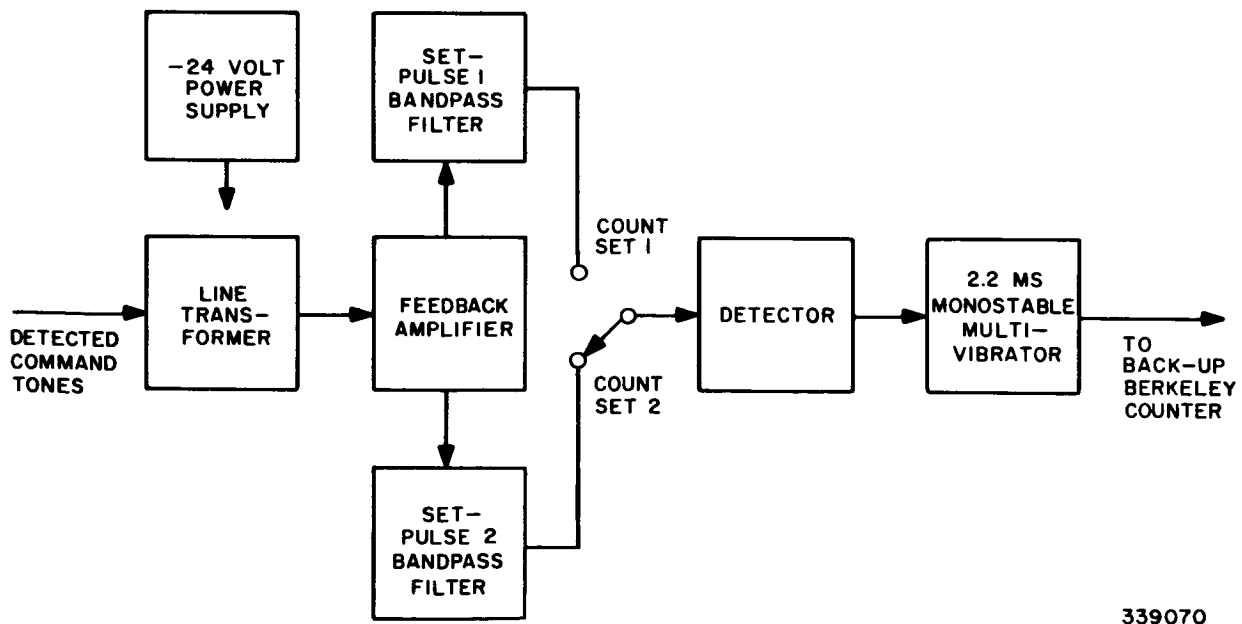 -24 VOLT
POWER
SUPPLY
SET-
PULSE 1
BANDPASS
FILTER
COUNT
SET 1
DETECTED
COMMAND
TONES
LINE
TRANS-
FORMER
FEEDBACK
AMPLIFIER
DETECTOR
2.2 MS
MONOSTABLE
MULTI-
VIBRATOR
TO
BACK-UP
BERKELEY
COUNTER
COUNT
SET 2
SET-
PULSE 2
BANDPASS
FILTER
339070